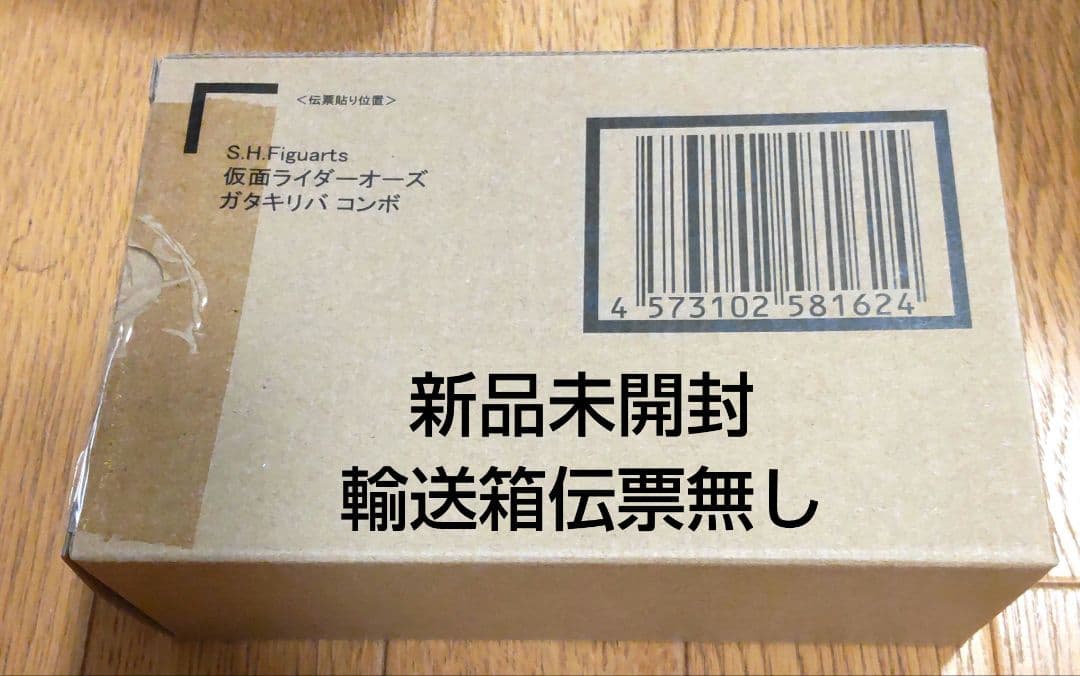 ＜伝票貼り位置＞
S.H.Figuarts
仮面ライダーオーズ
ガタキリバ コンボ
4 573102 581624
新品未開封
輸送箱伝票無し